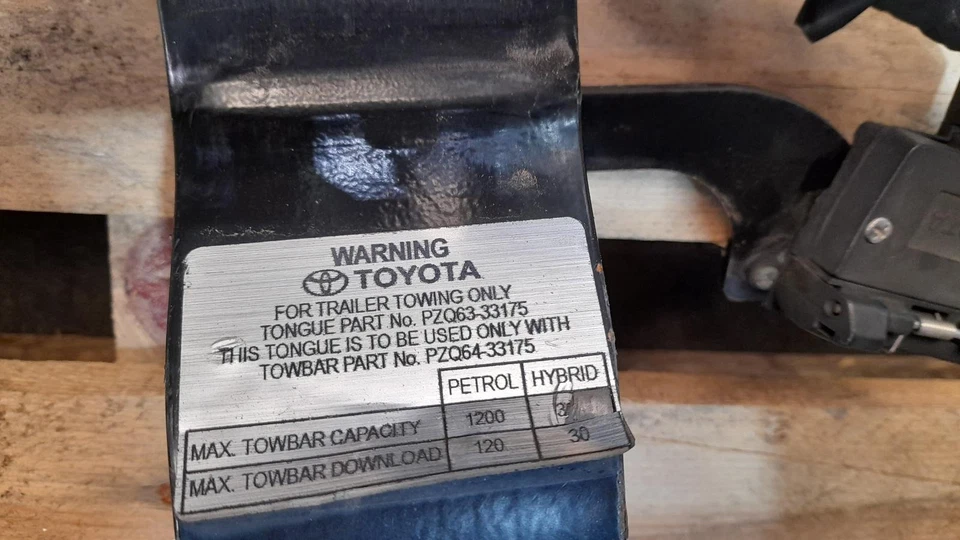 WARNING
TOYOTA
FOR TRAILER TOWING ONLY
TONGUE PART No. PZQ63-33175
THIS TONGUE IS TO BE USED ONLY WITH
TOWBAR PART No. PZQ64-33175
PETROL HYBRID
MAX. TOWBAR CAPACITY 1200
MAX. TOWBAR DOWNLOAD 120 30